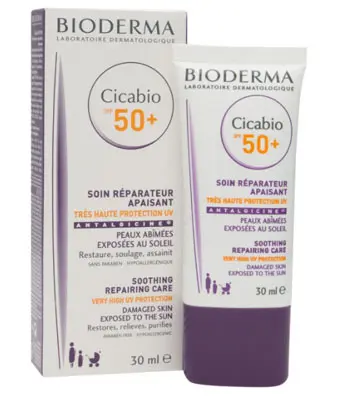 BIODERMA
LABORATOIRE DERMATOLOGIQUE
Cicabio
SPF 50+
SOIN RÉPARATEUR
APAISANT
TRÈS HAUTE PROTECTION UV
ANTALGICINE
PEAUX ABÎMÉES
EXPOSÉES AU SOLEIL
Restaure, soulage, assainit
SANS PARABEN - HYPOALLERGÉNIQUE
SOOTHING
REPAIRING CARE
VERY HIGH UV PROTECTION
DAMAGED SKIN
EXPOSED TO THE SUN
Restores, relieves, purifies
PARABEN FREE - HYPOALLERGENIC
30 ml e
BIODERMA
LABORATOIRE DERMATOLOGIQUE
Cicabio
SPF 50+
SOIN RÉPARATEUR
APAISANT
TRÈS HAUTE PROTECTION UV
ANTALGICINE
PEAUX ABÎMÉES
EXPOSÉES AU SOLEIL
SOOTHING
REPAIRING CARE
VERY HIGH UV PROTECTION
DAMAGED SKIN
EXPOSED TO THE SUN
30 ml e